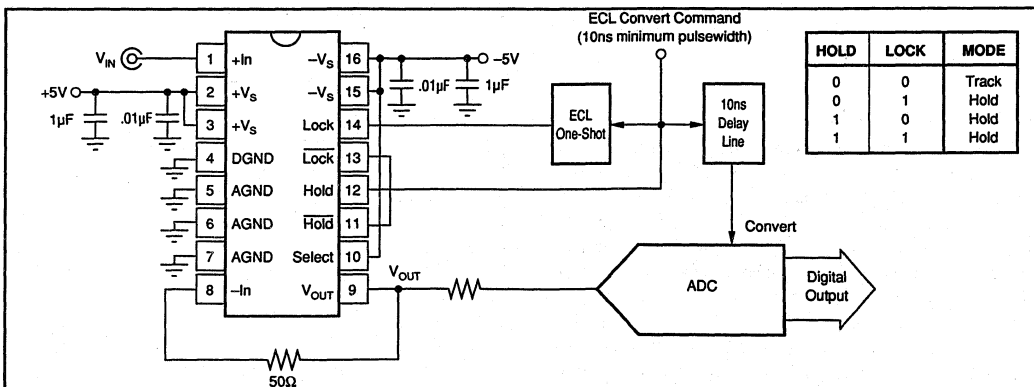 ECL Convert Command
(10ns minimum pulsewidth)
HOLD LOCK MODE
0 0 Track
0 1 Hold
1 0 Hold
1 1 Hold
V_IN
+5V
1µF
.01µF
1 +In
2 +V_S
3 +V_S
4 DGND
5 AGND
6 AGND
7 AGND
8 –In
–V_S 16
–V_S 15
Lock 14
L̅o̅c̅k̅ 13
Hold 12
H̅o̅l̅d̅ 11
Select 10
V_OUT 9
–5V
.01µF
1µF
ECL
One-Shot
10ns
Delay
Line
Convert
V_OUT
ADC
Digital
Output
50Ω